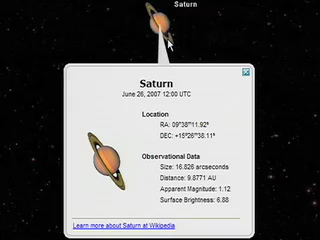 Saturn
Saturn
June 26, 2007 12:00 UTC
Location
RA: 09h38m11.92s
DEC: +15°26'38.11"
Observational Data
Size: 16.826 arcseconds
Distance: 9.8771 AU
Apparent Magnitude: 1.12
Surface Brightness: 6.88
Learn more about Saturn at Wikipedia